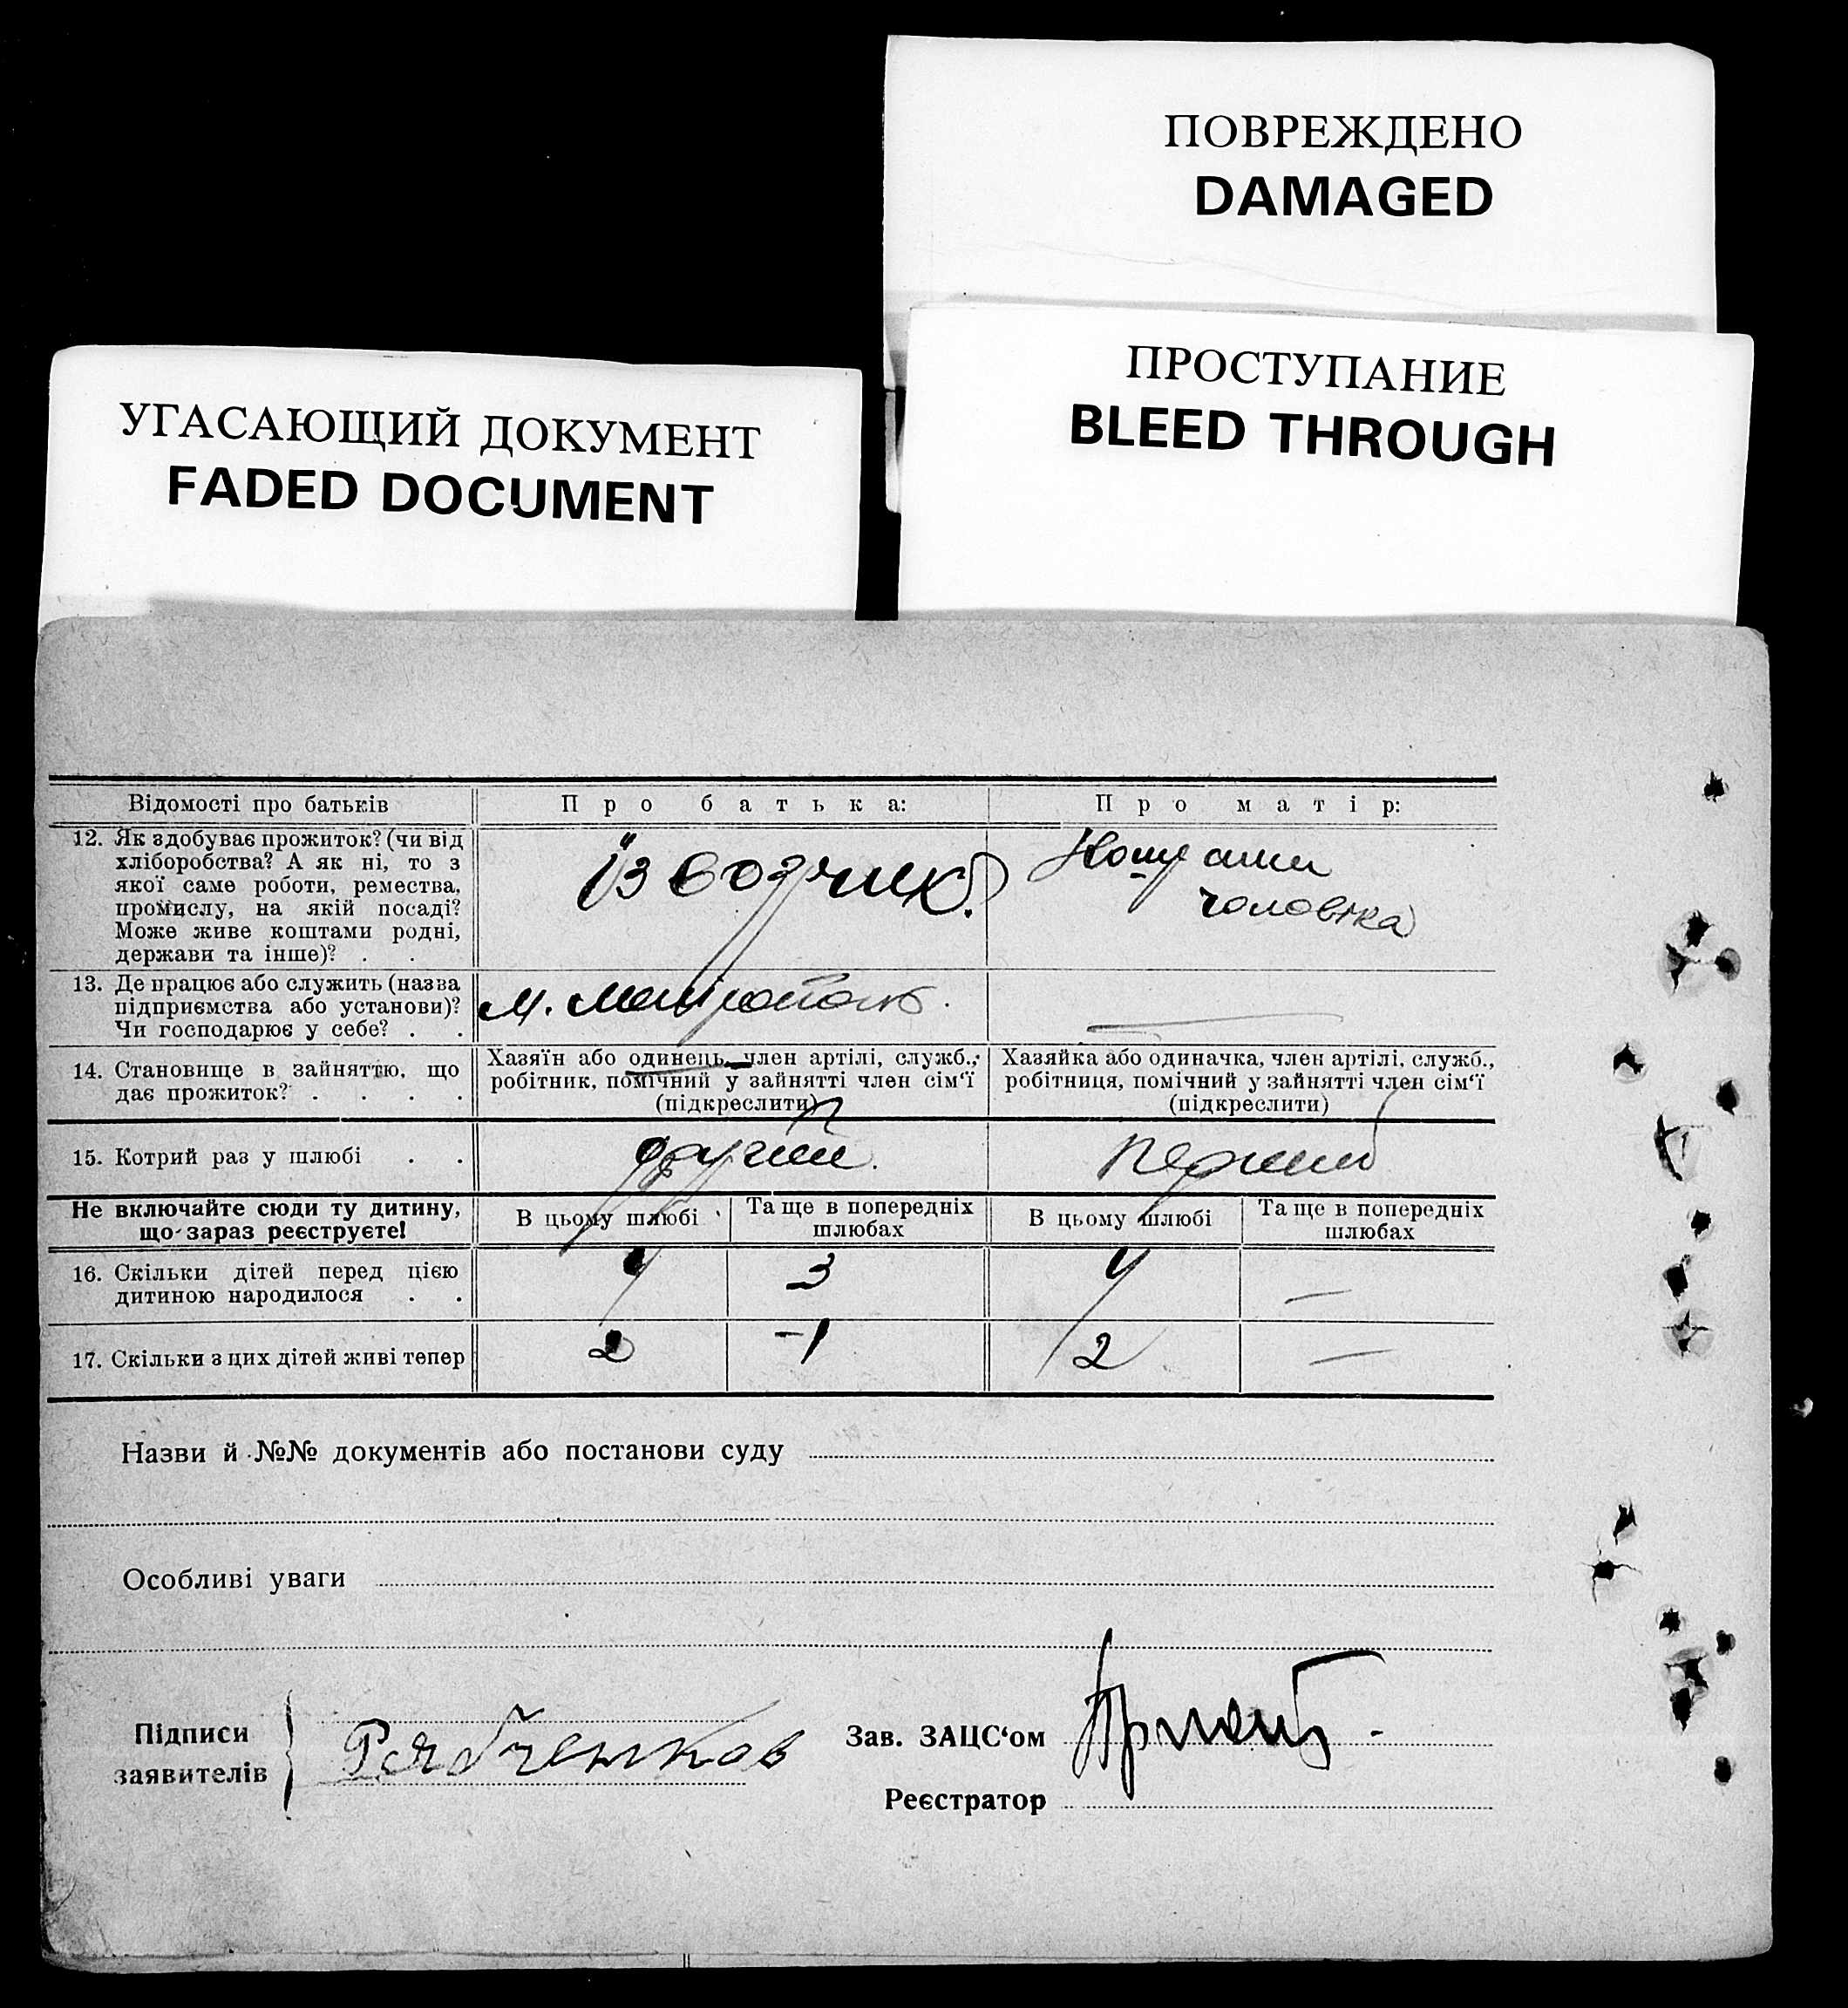 ПОВРЕЖДЕНО
DAMAGED
ПРОСТУПАНИЕ
BLEED THROUGH
УГАСАЮЩИЙ ДОКУМЕНТ
FADED DOCUMENT
Відомості про батьків
Про батька:
Про матір:
12. Як здобуває прожиток? (чи від
хліборобства? А як ні, то з
якої саме роботи, ремества,
промислу, на якій посаді?
Може живе коштами родні,
держави та інше)? . .
Ізвозчик.
Коштами
чоловіка
13. Де працює або служить (назва
підприємства або установи)?
Чи господарює у себе? . .
м.
—
14. Становище в зайняттю, що
дає прожиток? . . . .
Хазяїн або одинець, член артілі, служб.,
робітник, помічний у зайнятті член сім‘ї
(підкреслити)
Хазяйка або одиначка, член артілі, служб.,
робітниця, помічний у зайнятті член сім‘ї
(підкреслити)
15. Котрий раз у шлюбі . .
другий.
первий
Не включайте сюди ту дитину,
що зараз реєструєте!
В цьому шлюбі
Та ще в попередніх
шлюбах
В цьому шлюбі
Та ще в попередніх
шлюбах
16. Скільки дітей перед цією
дитиною народилося . .
4
3
4
—
17. Скільки з цих дітей живі тепер
2
–1
2
—
Назви й №№ документів або постанови суду
Особливі уваги
Підписи
заявителів
Рябченков
Зав. ЗАЦС‘ом
Реєстратор